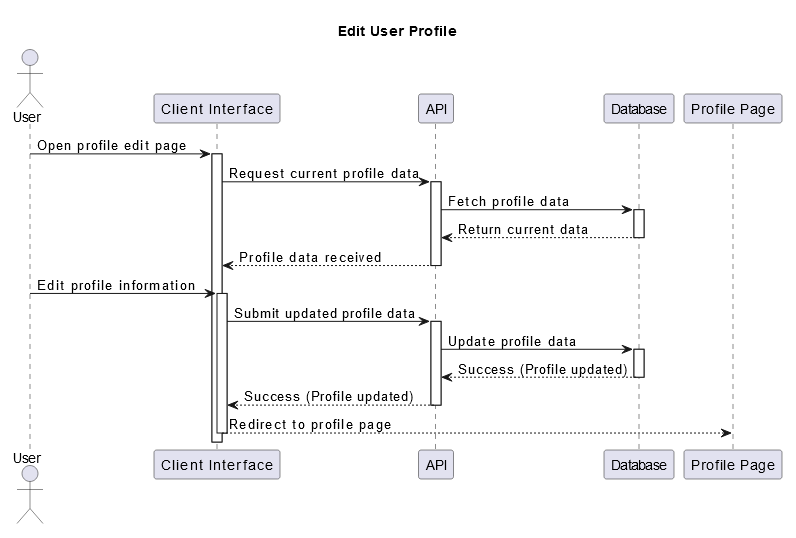 Edit User Profile
User
Client Interface
API
Database
Profile Page
Open profile edit page
Request current profile data
Fetch profile data
Return current data
Profile data received
Edit profile information
Submit updated profile data
Update profile data
Success (Profile updated)
Success (Profile updated)
Redirect to profile page
User
Client Interface
API
Database
Profile Page